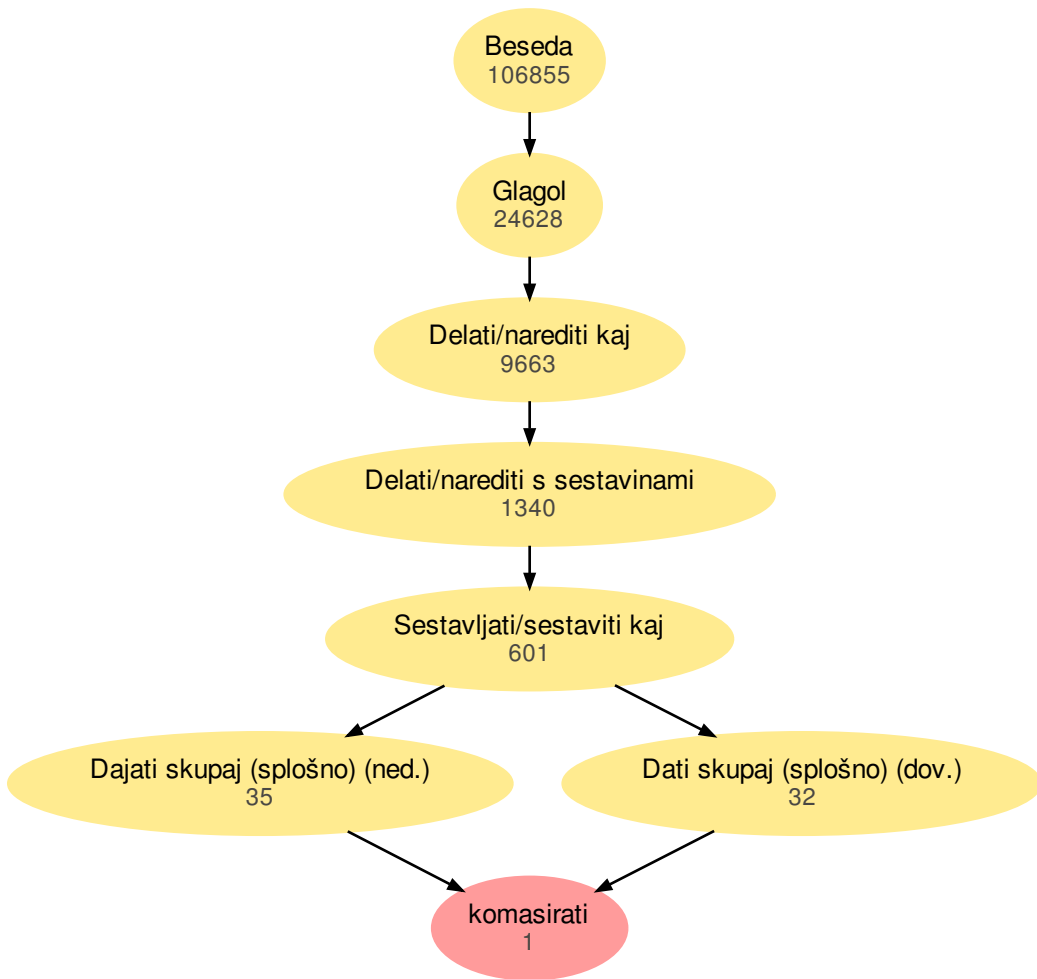 Beseda
106855
Glagol
24628
Delati/narediti kaj
9663
Delati/narediti s sestavinami
1340
Sestavljati/sestaviti kaj
601
Dajati skupaj (splošno) (ned.)
35
Dati skupaj (splošno) (dov.)
32
komasirati
1